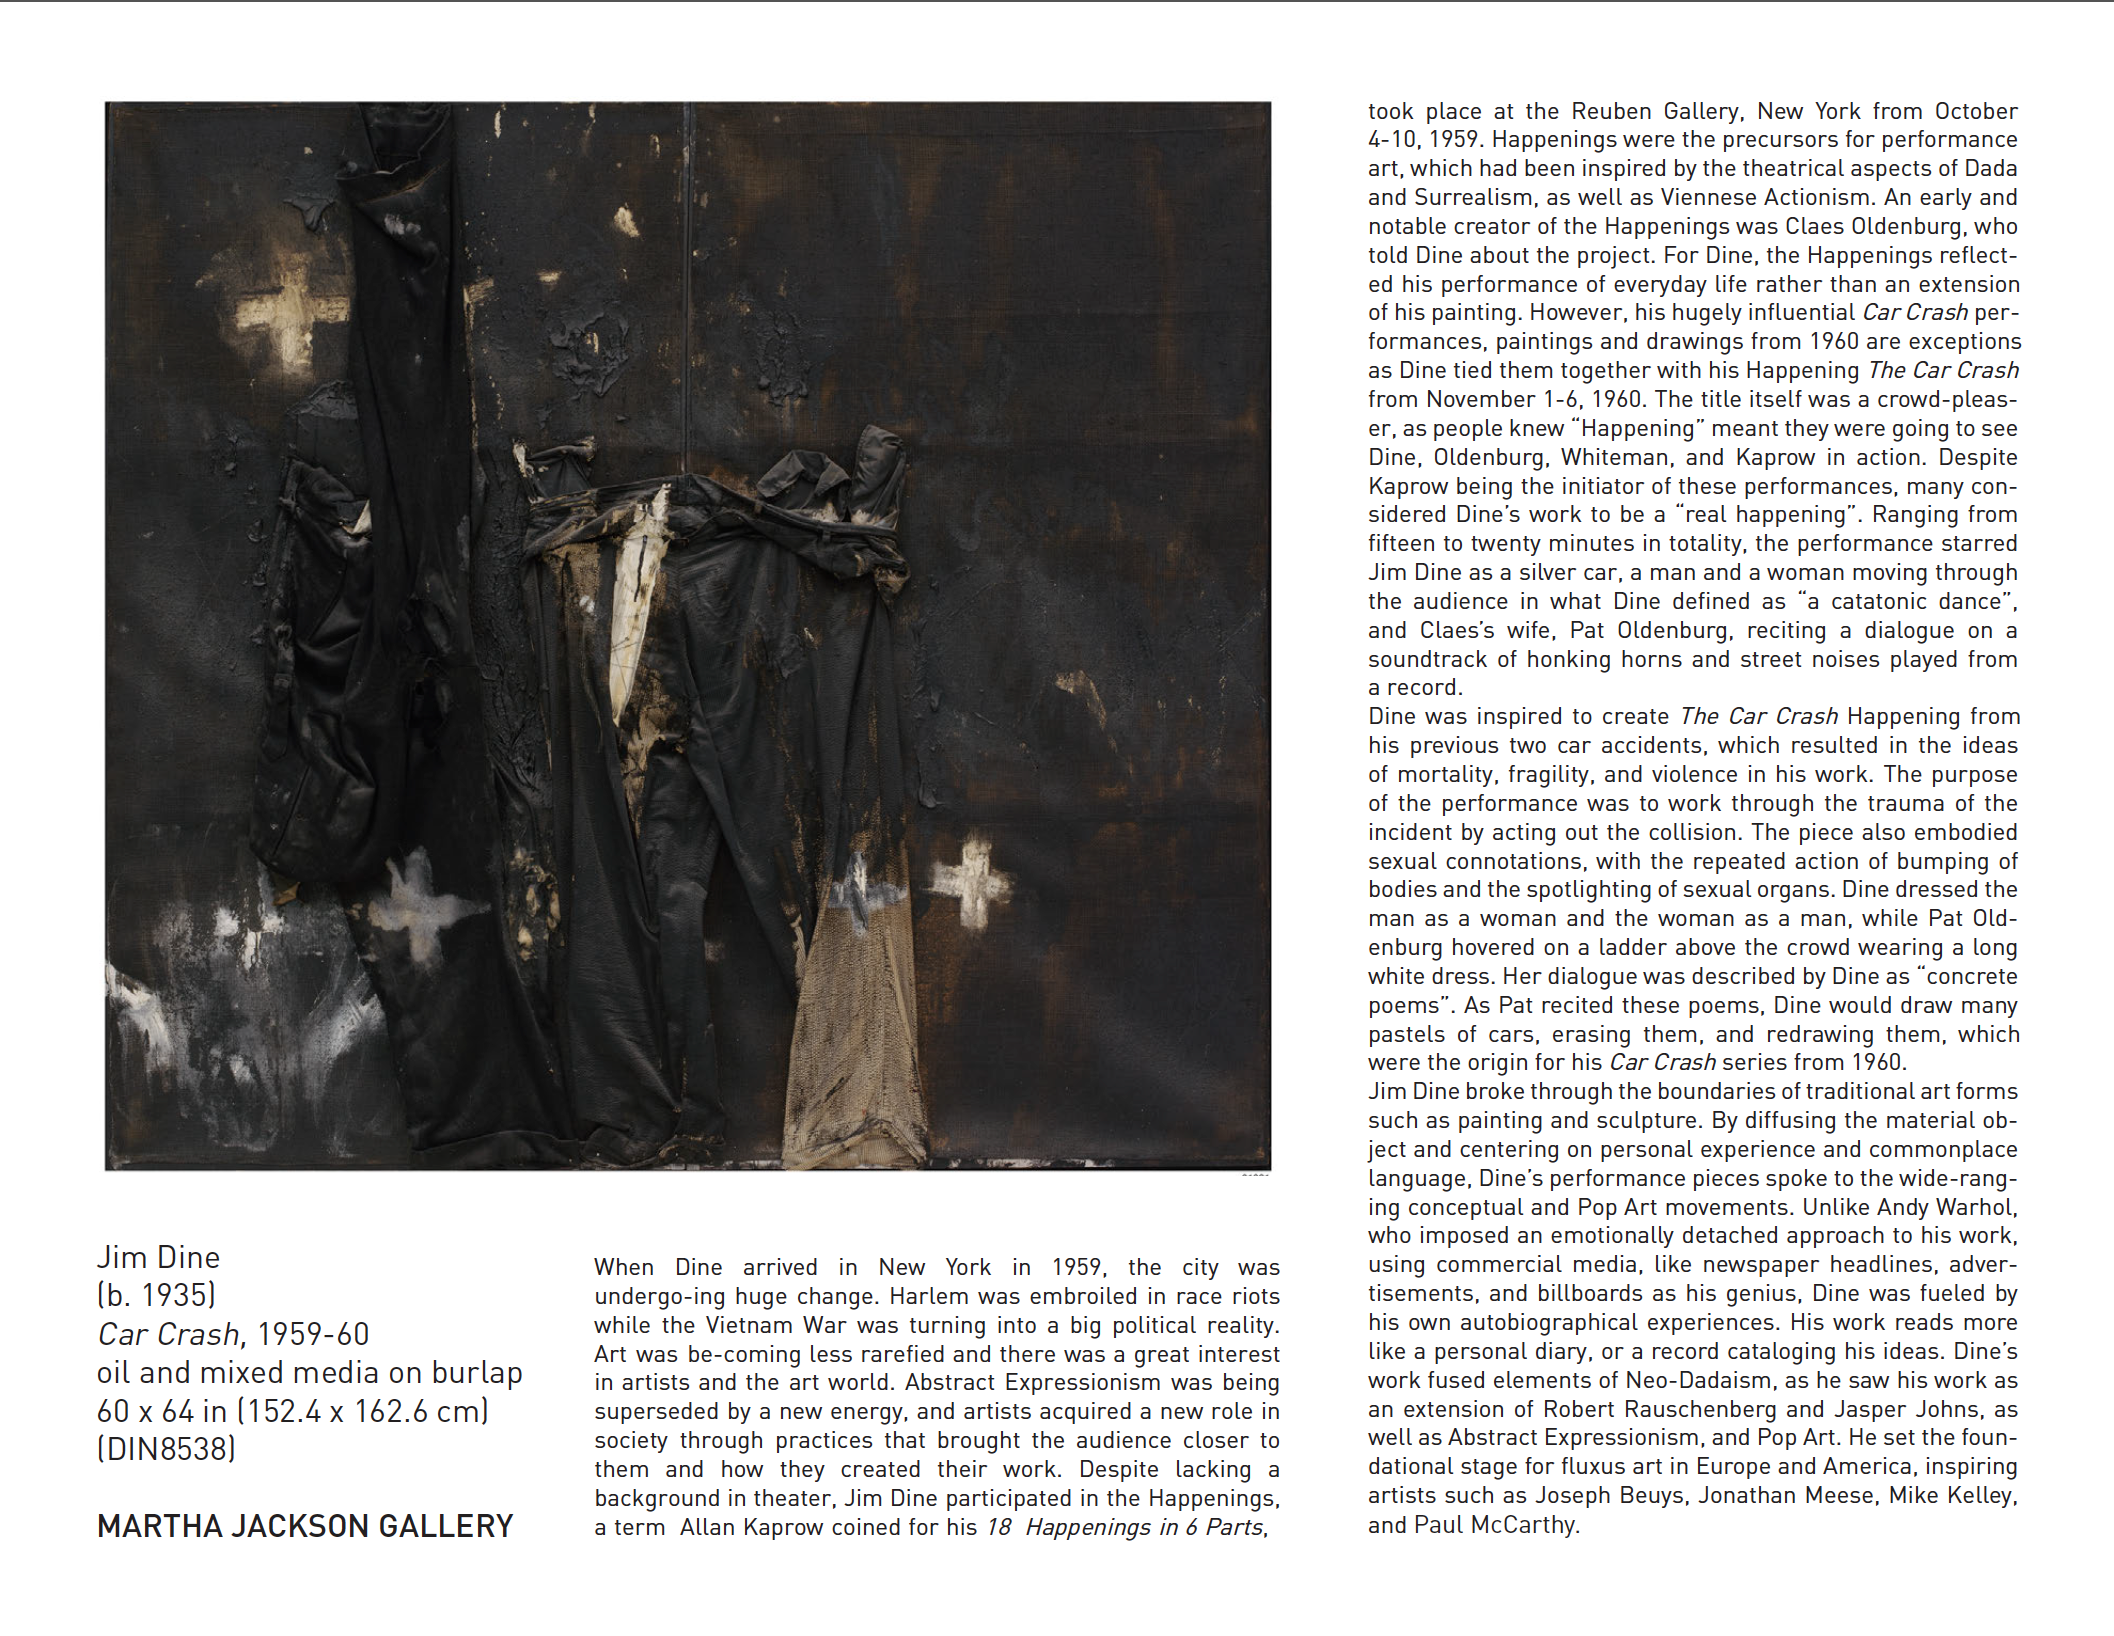 Jim Dine
(b. 1935)
Car Crash, 1959-60
oil and mixed media on burlap
60 x 64 in (152.4 x 162.6 cm)
(DIN8538)
MARTHA JACKSON GALLERY
When Dine arrived in New York in 1959, the city was
undergo-ing huge change. Harlem was embroiled in race riots
while the Vietnam War was turning into a big political reality.
Art was be-coming less rarefied and there was a great interest
in artists and the art world. Abstract Expressionism was being
superseded by a new energy, and artists acquired a new role in
society through practices that brought the audience closer to
them and how they created their work. Despite lacking a
background in theater, Jim Dine participated in the Happenings,
a term Allan Kaprow coined for his 18 Happenings in 6 Parts,
took place at the Reuben Gallery, New York from October
4-10, 1959. Happenings were the precursors for performance
art, which had been inspired by the theatrical aspects of Dada
and Surrealism, as well as Viennese Actionism. An early and
notable creator of the Happenings was Claes Oldenburg, who
told Dine about the project. For Dine, the Happenings reflect-
ed his performance of everyday life rather than an extension
of his painting. However, his hugely influential Car Crash per-
formances, paintings and drawings from 1960 are exceptions
as Dine tied them together with his Happening The Car Crash
from November 1-6, 1960. The title itself was a crowd-pleas-
er, as people knew “Happening” meant they were going to see
Dine, Oldenburg, Whiteman, and Kaprow in action. Despite
Kaprow being the initiator of these performances, many con-
sidered Dine’s work to be a “real happening”. Ranging from
fifteen to twenty minutes in totality, the performance starred
Jim Dine as a silver car, a man and a woman moving through
the audience in what Dine defined as “a catatonic dance”,
and Claes’s wife, Pat Oldenburg, reciting a dialogue on a
soundtrack of honking horns and street noises played from
a record.
Dine was inspired to create The Car Crash Happening from
his previous two car accidents, which resulted in the ideas
of mortality, fragility, and violence in his work. The purpose
of the performance was to work through the trauma of the
incident by acting out the collision. The piece also embodied
sexual connotations, with the repeated action of bumping of
bodies and the spotlighting of sexual organs. Dine dressed the
man as a woman and the woman as a man, while Pat Old-
enburg hovered on a ladder above the crowd wearing a long
white dress. Her dialogue was described by Dine as “concrete
poems”. As Pat recited these poems, Dine would draw many
pastels of cars, erasing them, and redrawing them, which
were the origin for his Car Crash series from 1960.
Jim Dine broke through the boundaries of traditional art forms
such as painting and sculpture. By diffusing the material ob-
ject and centering on personal experience and commonplace
language, Dine’s performance pieces spoke to the wide-rang-
ing conceptual and Pop Art movements. Unlike Andy Warhol,
who imposed an emotionally detached approach to his work,
using commercial media, like newspaper headlines, adver-
tisements, and billboards as his genius, Dine was fueled by
his own autobiographical experiences. His work reads more
like a personal diary, or a record cataloging his ideas. Dine’s
work fused elements of Neo-Dadaism, as he saw his work as
an extension of Robert Rauschenberg and Jasper Johns, as
well as Abstract Expressionism, and Pop Art. He set the foun-
dational stage for fluxus art in Europe and America, inspiring
artists such as Joseph Beuys, Jonathan Meese, Mike Kelley,
and Paul McCarthy.